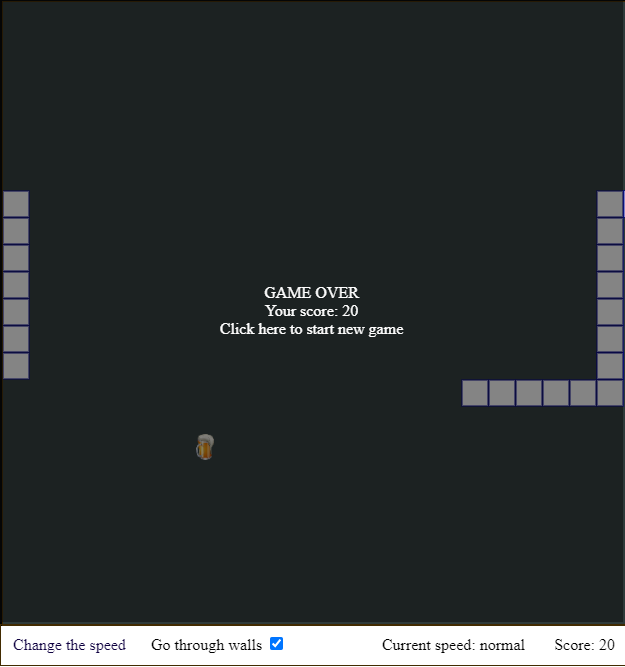 GAME OVER
Your score: 20
Click here to start new game
Change the speed Go through walls Current speed: normal Score: 20